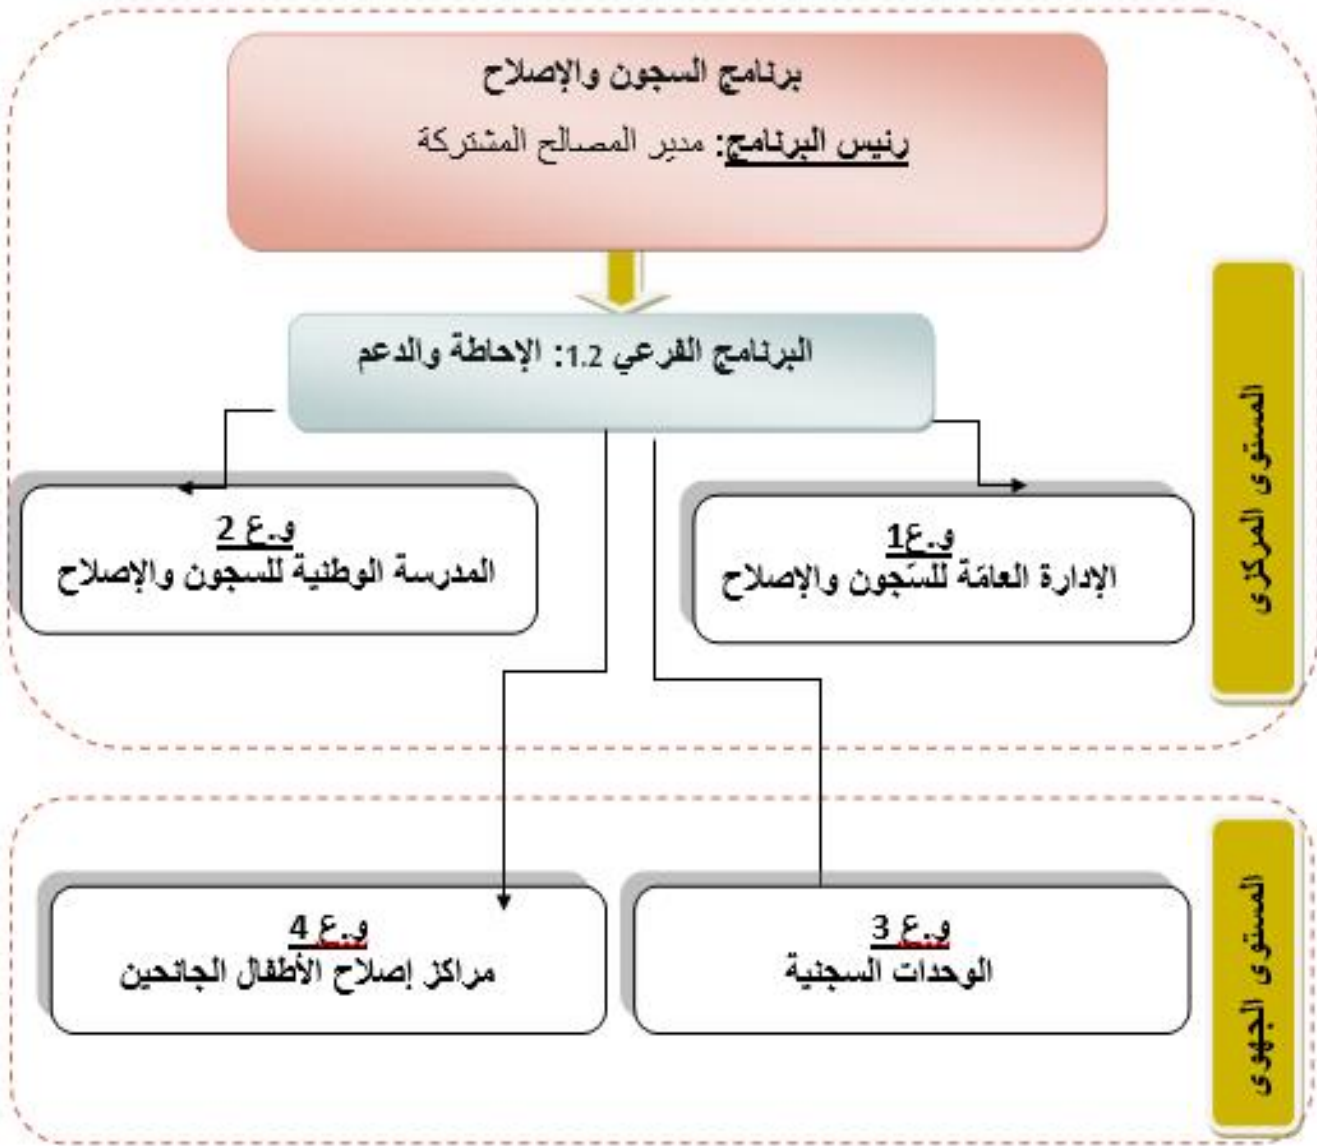 برنامج السجون والإصلاح
رئيس البرنامج: مدير المصالح المشتركة
البرنامج الفرعي 1.2: الإحاطة والدعم
المستوى المركزي
و.ع1
الإدارة العامّة للسّجون والإصلاح
و.ع 2
المدرسة الوطنية للسجون والإصلاح
المستوى الجهوي
و.ع 3
الوحدات السجنية
و.ع 4
مراكز إصلاح الأطفال الجانحين